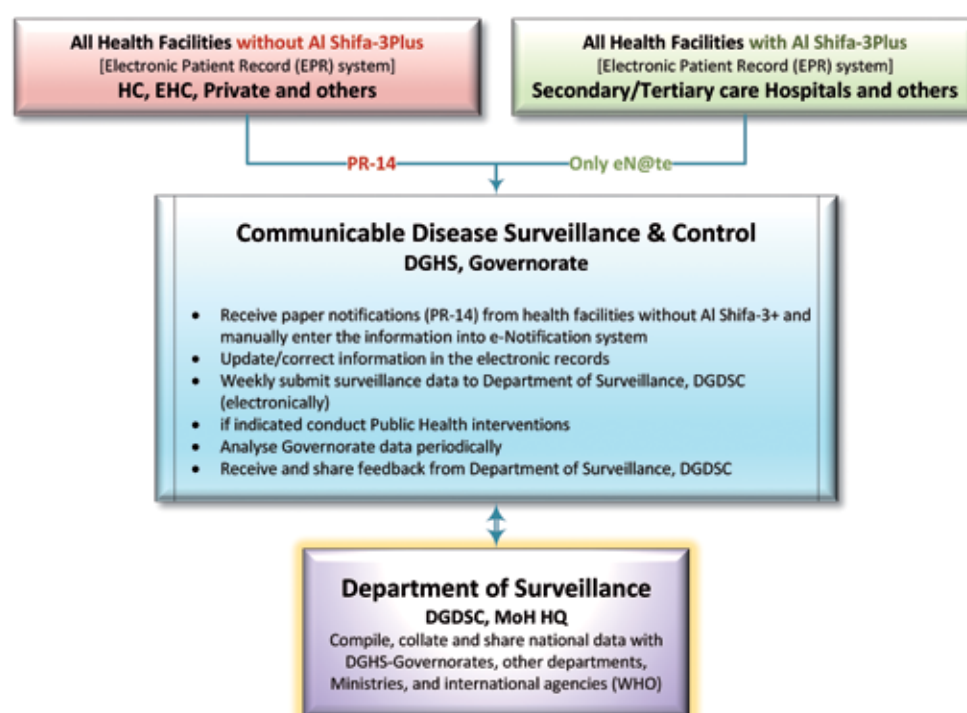 All Health Facilities without Al Shifa-3Plus
[Electronic Patient Record (EPR) system]
HC, EHC, Private and others
All Health Facilities with Al Shifa-3Plus
[Electronic Patient Record (EPR) system]
Secondary/Tertiary care Hospitals and others
PR-14
Only eN@te
Communicable Disease Surveillance & Control
DGHS, Governorate
• Receive paper notifications (PR-14) from health facilities without Al Shifa-3+ and
manually enter the information into e-Notification system
• Update/correct information in the electronic records
• Weekly submit surveillance data to Department of Surveillance, DGDSC
(electronically)
• if indicated conduct Public Health interventions
• Analyse Governorate data periodically
• Receive and share feedback from Department of Surveillance, DGDSC
Department of Surveillance
DGDSC, MoH HQ
Compile, collate and share national data with
DGHS-Governorates, other departments,
Ministries, and international agencies (WHO)